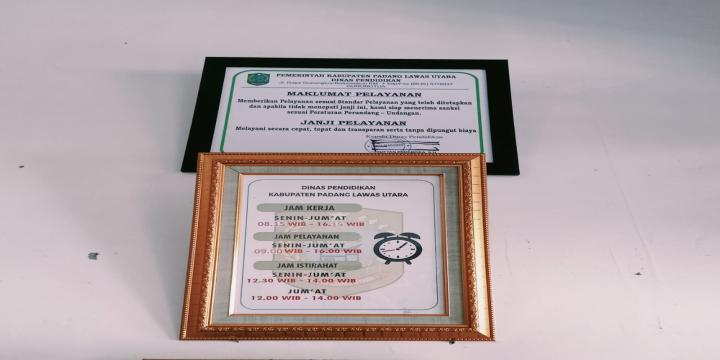 PEMERINTAH KABUPATEN PADANG LAWAS UTARA
DINAS PENDIDIKAN
GUNUNGTUA
MAKLUMAT PELAYANAN
Memberikan Pelayanan sesuai Standar Pelayanan yang telah ditetapkan
dan apabila tidak menepati janji ini, kami siap menerima sanksi
sesuai Peraturan Perundang - Undangan.
JANJI PELAYANAN
Melayani secara cepat, tepat dan transparan serta tanpa dipungut biaya
Kepala Dinas Pendidikan
DINAS PENDIDIKAN
KABUPATEN PADANG LAWAS UTARA
JAM KERJA
SENIN-JUM'AT
08.15 WIB - 16.15 WIB
JAM PELAYANAN
SENIN-JUM'AT
09.00 WIB - 16.00 WIB
JAM ISTIRAHAT
SENIN-JUM'AT
12.30 WIB - 14.00 WIB
JUM'AT
12.00 WIB - 14.00 WIB